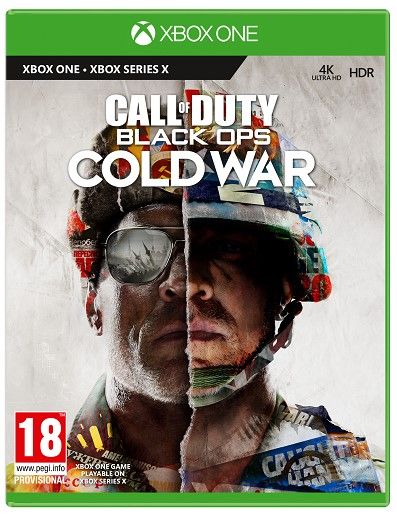 XBOX ONE
XBOX ONE • XBOX SERIES X
4K
ULTRA HD
HDR
CALL OF DUTY
BLACK OPS
COLD WAR
18
www.pegi.info
PROVISIONAL
XBOX ONE GAME
PLAYABLE ON
XBOX SERIES X
CAUGHT